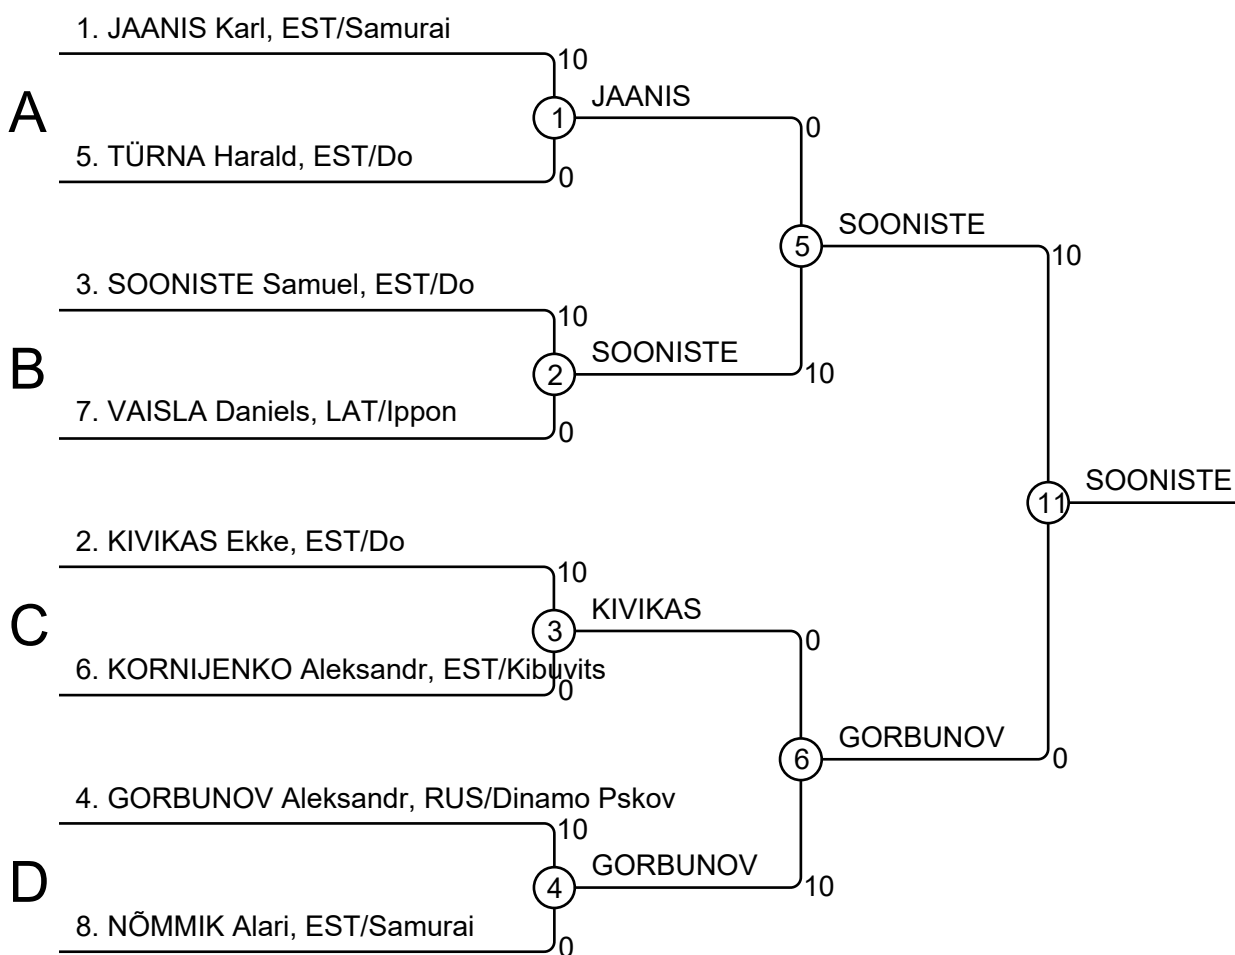 1. JAANIS Karl, EST/Samurai
10
A
1
JAANIS
0
5. TÜRNA Harald, EST/Do
0
5
SOONISTE
10
3. SOONISTE Samuel, EST/Do
10
B
2
SOONISTE
10
7. VAISLA Daniels, LAT/Ippon
0
11
SOONISTE
2. KIVIKAS Ekke, EST/Do
10
C
3
KIVIKAS
0
6. KORNIJENKO Aleksandr, EST/Kibuvits
0
6
GORBUNOV
0
4. GORBUNOV Aleksandr, RUS/Dinamo Pskov
10
D
4
GORBUNOV
10
8. NÕMMIK Alari, EST/Samurai
0